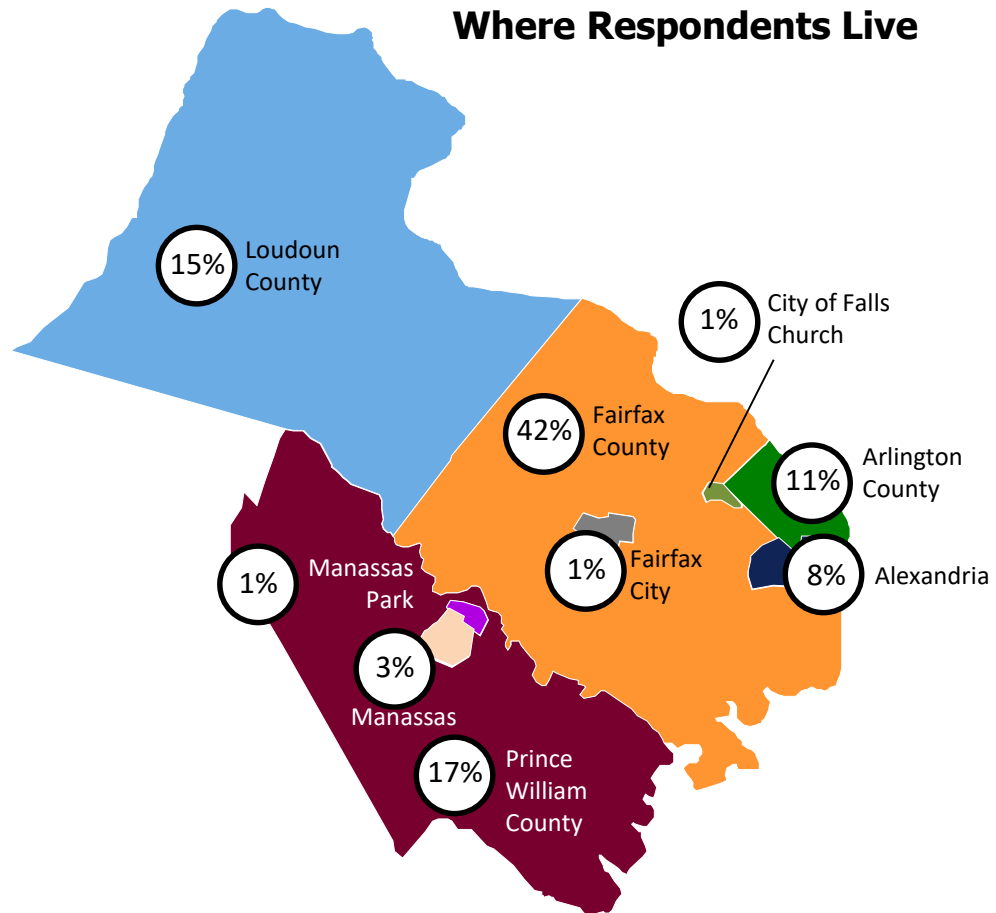 Where Respondents Live
15%
Loudoun
County
1%
City of Falls
Church
42%
Fairfax
County
11%
Arlington
County
1%
Fairfax
City
8%
Alexandria
1%
Manassas
Park
3%
Manassas
17%
Prince
William
County